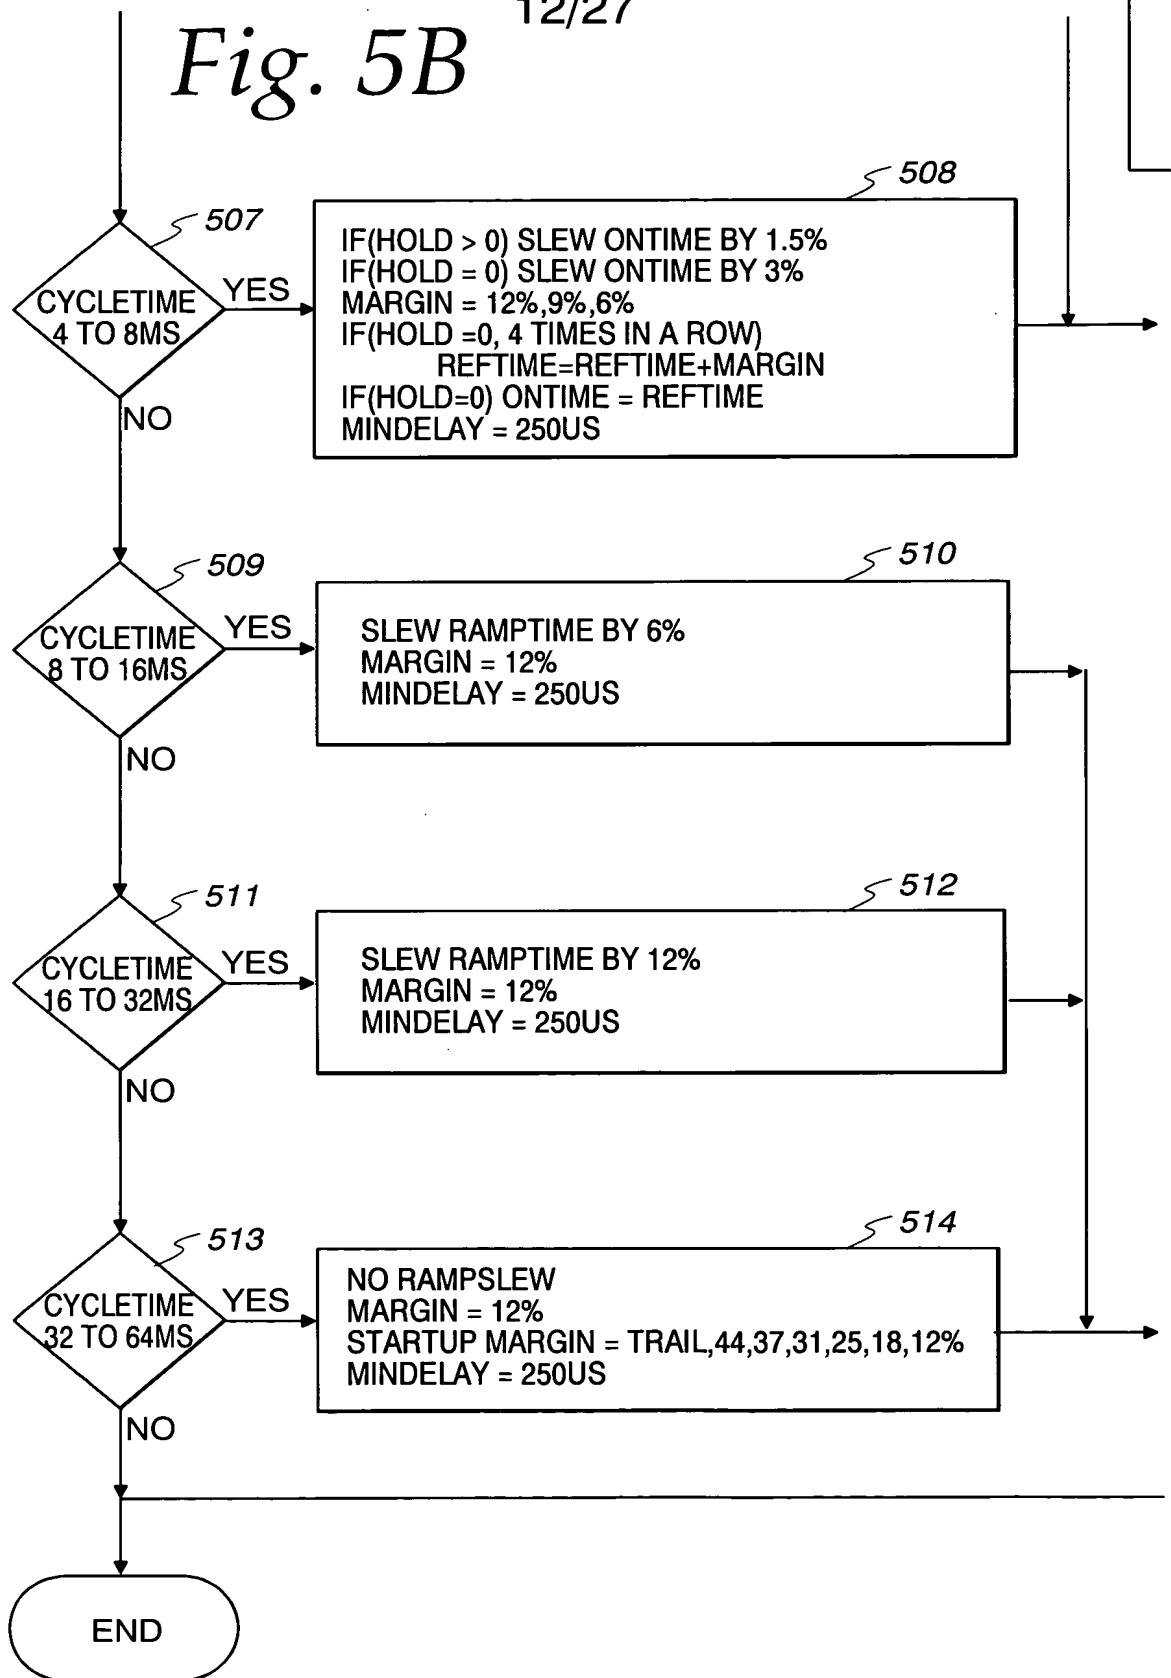 12/27
Fig. 5B
507
CYCLETIME
4 TO 8MS
YES
NO
508
IF(HOLD > 0) SLEW ONTIME BY 1.5%
IF(HOLD = 0) SLEW ONTIME BY 3%
MARGIN = 12%,9%,6%
IF(HOLD =0, 4 TIMES IN A ROW)
REFTIME=REFTIME+MARGIN
IF(HOLD=0) ONTIME = REFTIME
MINDELAY = 250US
509
CYCLETIME
8 TO 16MS
YES
NO
510
SLEW RAMPTIME BY 6%
MARGIN = 12%
MINDELAY = 250US
511
CYCLETIME
16 TO 32MS
YES
NO
512
SLEW RAMPTIME BY 12%
MARGIN = 12%
MINDELAY = 250US
513
CYCLETIME
32 TO 64MS
YES
NO
514
NO RAMPSLEW
MARGIN = 12%
STARTUP MARGIN = TRAIL,44,37,31,25,18,12%
MINDELAY = 250US
END